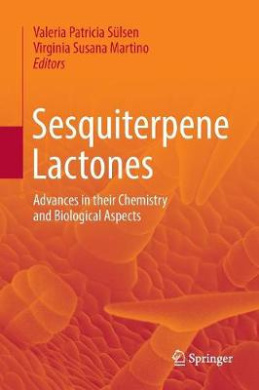 Valeria Patricia Sülsen
Virginia Susana Martino
Editors
Sesquiterpene
Lactones
Advances in their Chemistry
and Biological Aspects
Springer